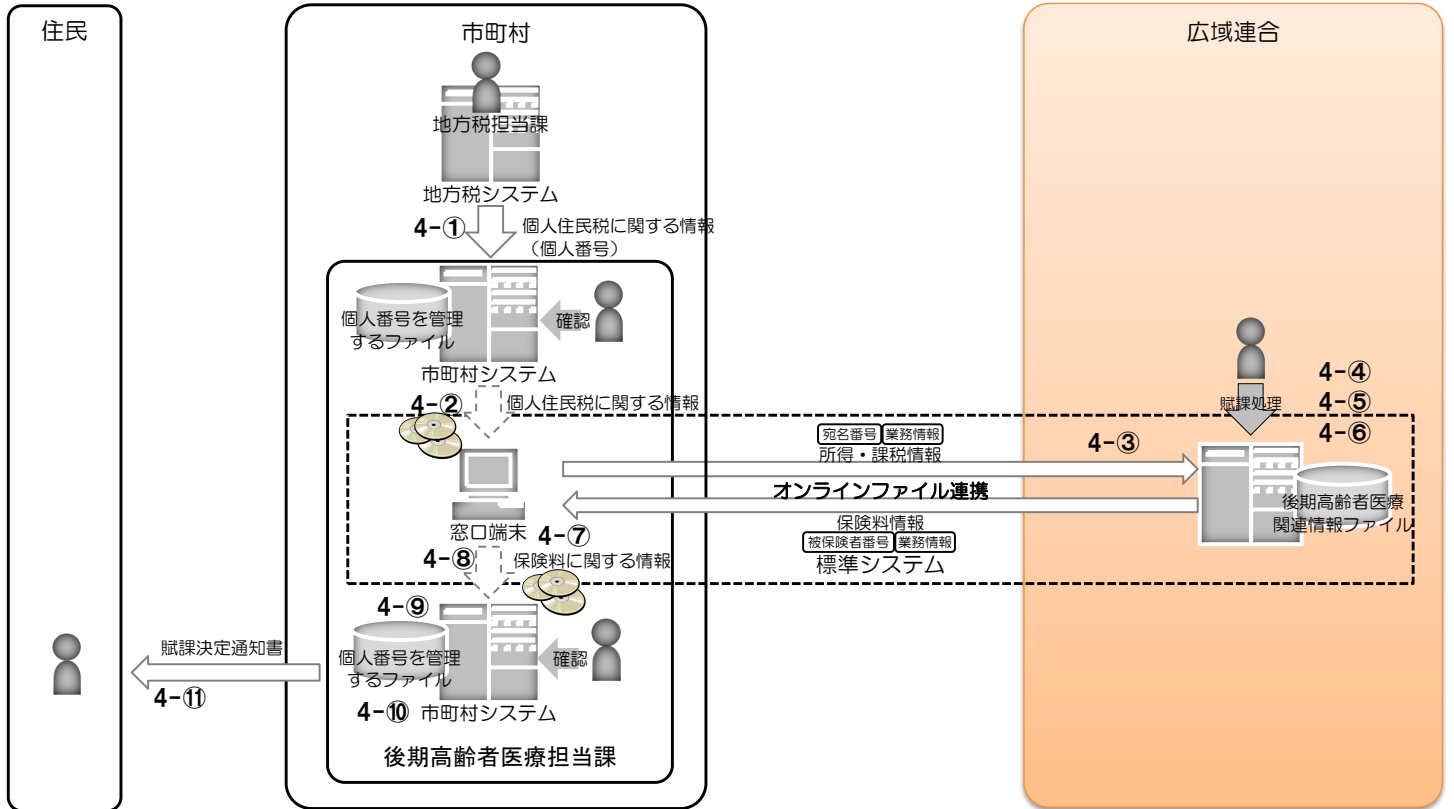 住民
市町村
広域連合
地方税担当課
地方税システム
4-①
個人住民税に関する情報
（個人番号）
個人番号を管理
するファイル
確認
市町村システム
4-②
個人住民税に関する情報
宛名番号 業務情報
所得・課税情報
4-③
4-④
4-⑤
4-⑥
賦課処理
オンラインファイル連携
後期高齢者医療
関連情報ファイル
保険料情報
被保険者番号 業務情報
標準システム
窓口端末
4-⑦
4-⑧
保険料に関する情報
4-⑨
個人番号を管理
するファイル
確認
4-⑩
市町村システム
賦課決定通知書
4-⑪
後期高齢者医療担当課